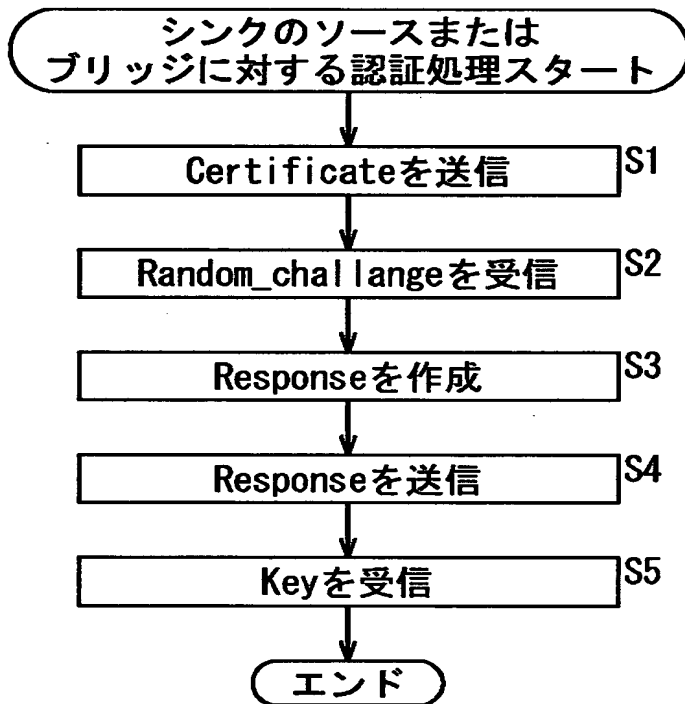 シンクのソースまたは
ブリッジに対する認証処理スタート
Certificateを送信 S1
Random_challangeを受信 S2
Responseを作成 S3
Responseを送信 S4
Keyを受信 S5
エンド